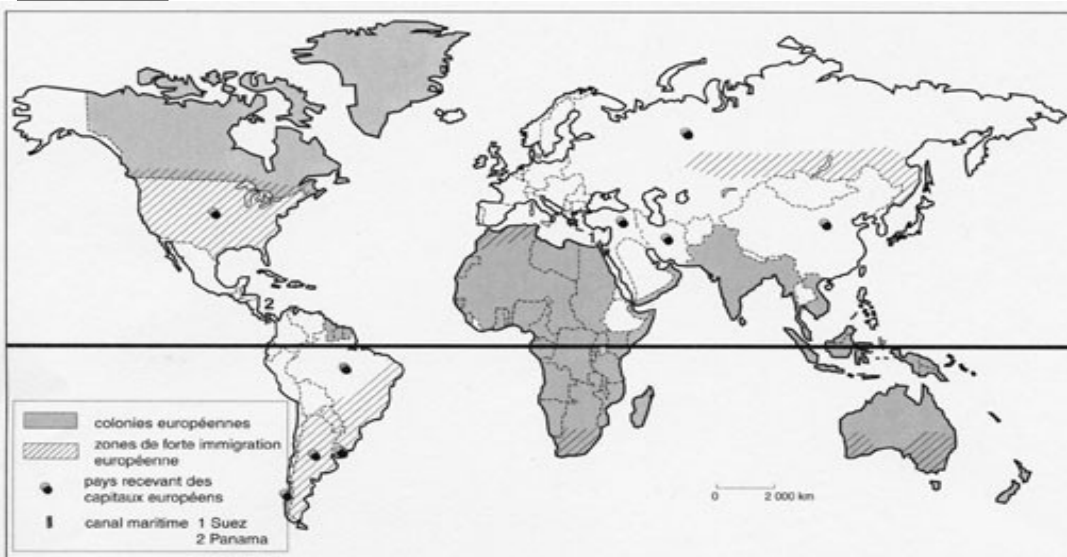 1
2
colonies européennes
zones de forte immigration
européenne
pays recevant des
capitaux européens
canal maritime 1 Suez
2 Panama
0 2 000 km